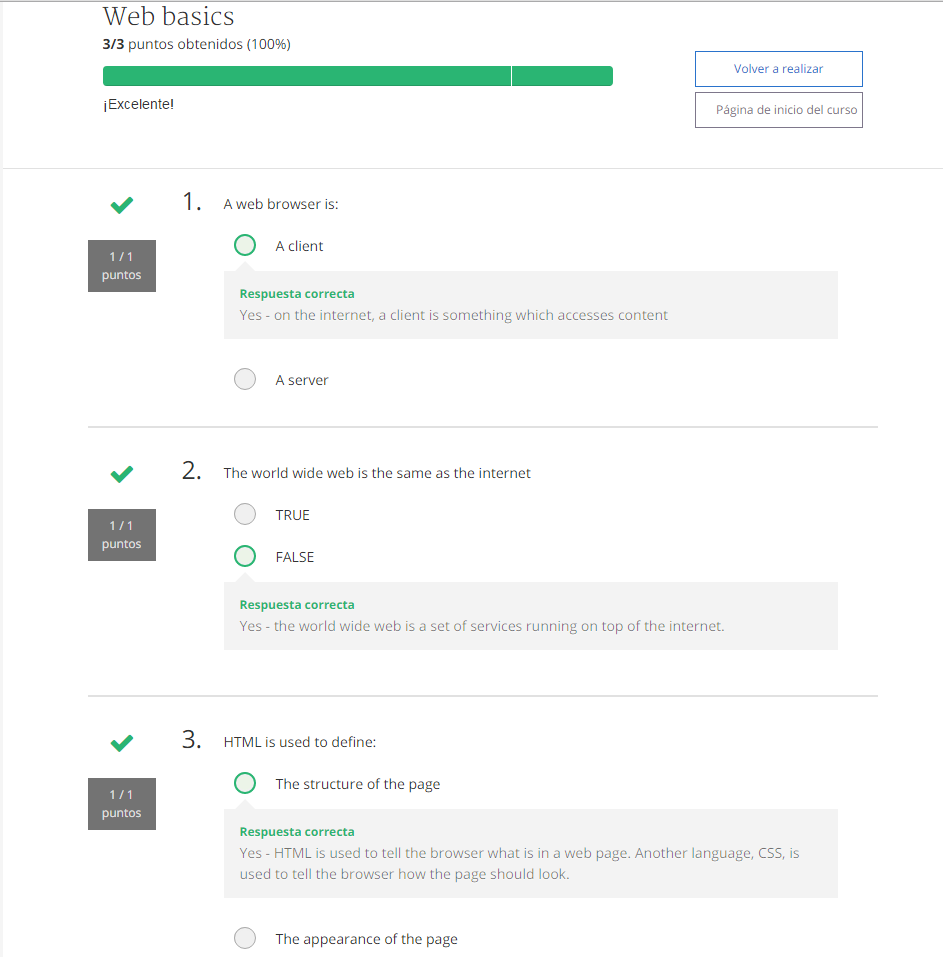 Web basics
3/3 puntos obtenidos (100%)
Volver a realizar
¡Excelente!
Página de inicio del curso
1. A web browser is:
1 / 1
puntos
A client
Respuesta correcta
Yes - on the internet, a client is something which accesses content
A server
2. The world wide web is the same as the internet
1 / 1
puntos
TRUE
FALSE
Respuesta correcta
Yes - the world wide web is a set of services running on top of the internet.
3. HTML is used to define:
1 / 1
puntos
The structure of the page
Respuesta correcta
Yes - HTML is used to tell the browser what is in a web page. Another language, CSS, is
used to tell the browser how the page should look.
The appearance of the page